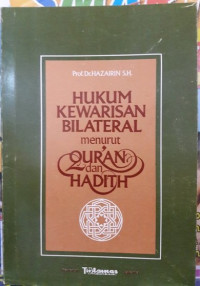 Prof. Dr. HAZAIRIN S.H.
HUKUM
KEWARISAN
BILATERAL
menurut
QUR'AN
dan
HADITH
Tintamas